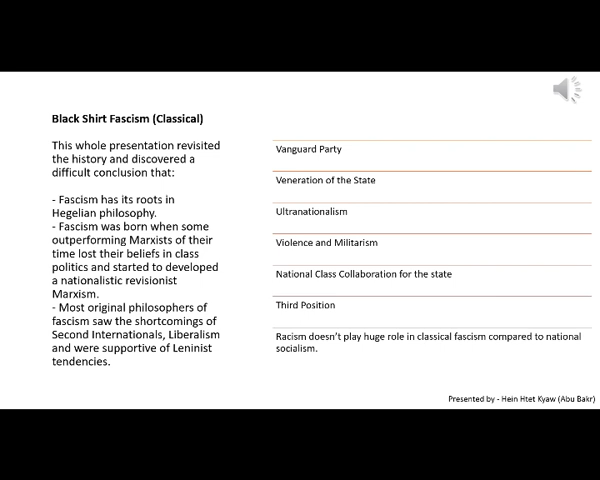 Black Shirt Fascism (Classical)
This whole presentation revisited
the history and discovered a
difficult conclusion that:
- Fascism has its roots in
Hegelian philosophy.
- Fascism was born when some
outperforming Marxists of their
time lost their beliefs in class
politics and started to developed
a nationalistic revisionist
Marxism.
- Most original philosophers of
fascism saw the shortcomings of
Second Internationals, Liberalism
and were supportive of Leninist
tendencies.
Vanguard Party
Veneration of the State
Ultranationalism
Violence and Militarism
National Class Collaboration for the state
Third Position
Racism doesn't play huge role in classical fascism compared to national
socialism.
Presented by - Hein Htet Kyaw (Abu Bakr)